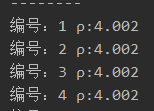 --------
编号：1 ρ:4.002
编号：2 ρ:4.002
编号：3 ρ:4.002
编号：4 ρ:4.002